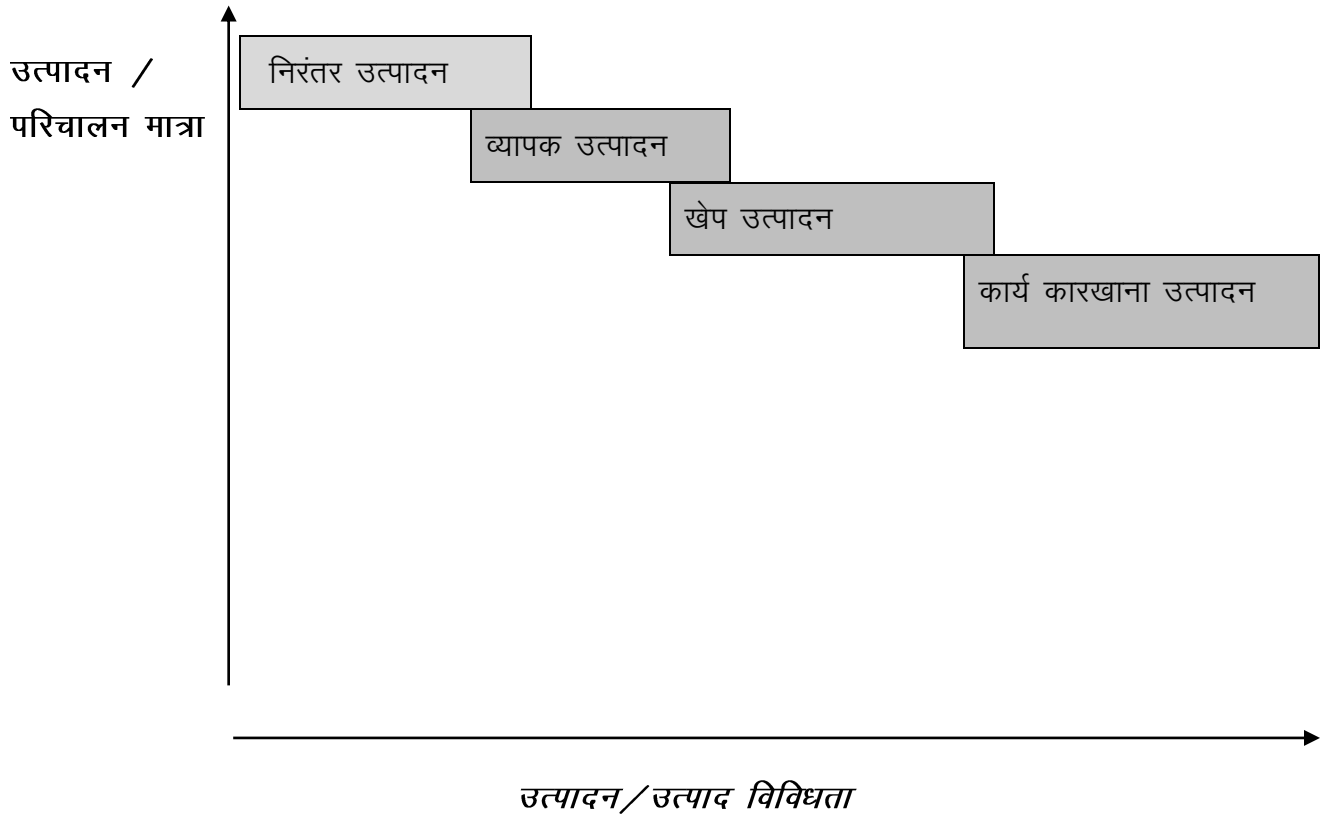 उत्पादन /
परिचालन मात्रा
निरंतर उत्पादन
व्यापक उत्पादन
खेप उत्पादन
कार्य कारखाना उत्पादन
उत्पादन/उत्पाद विविधता